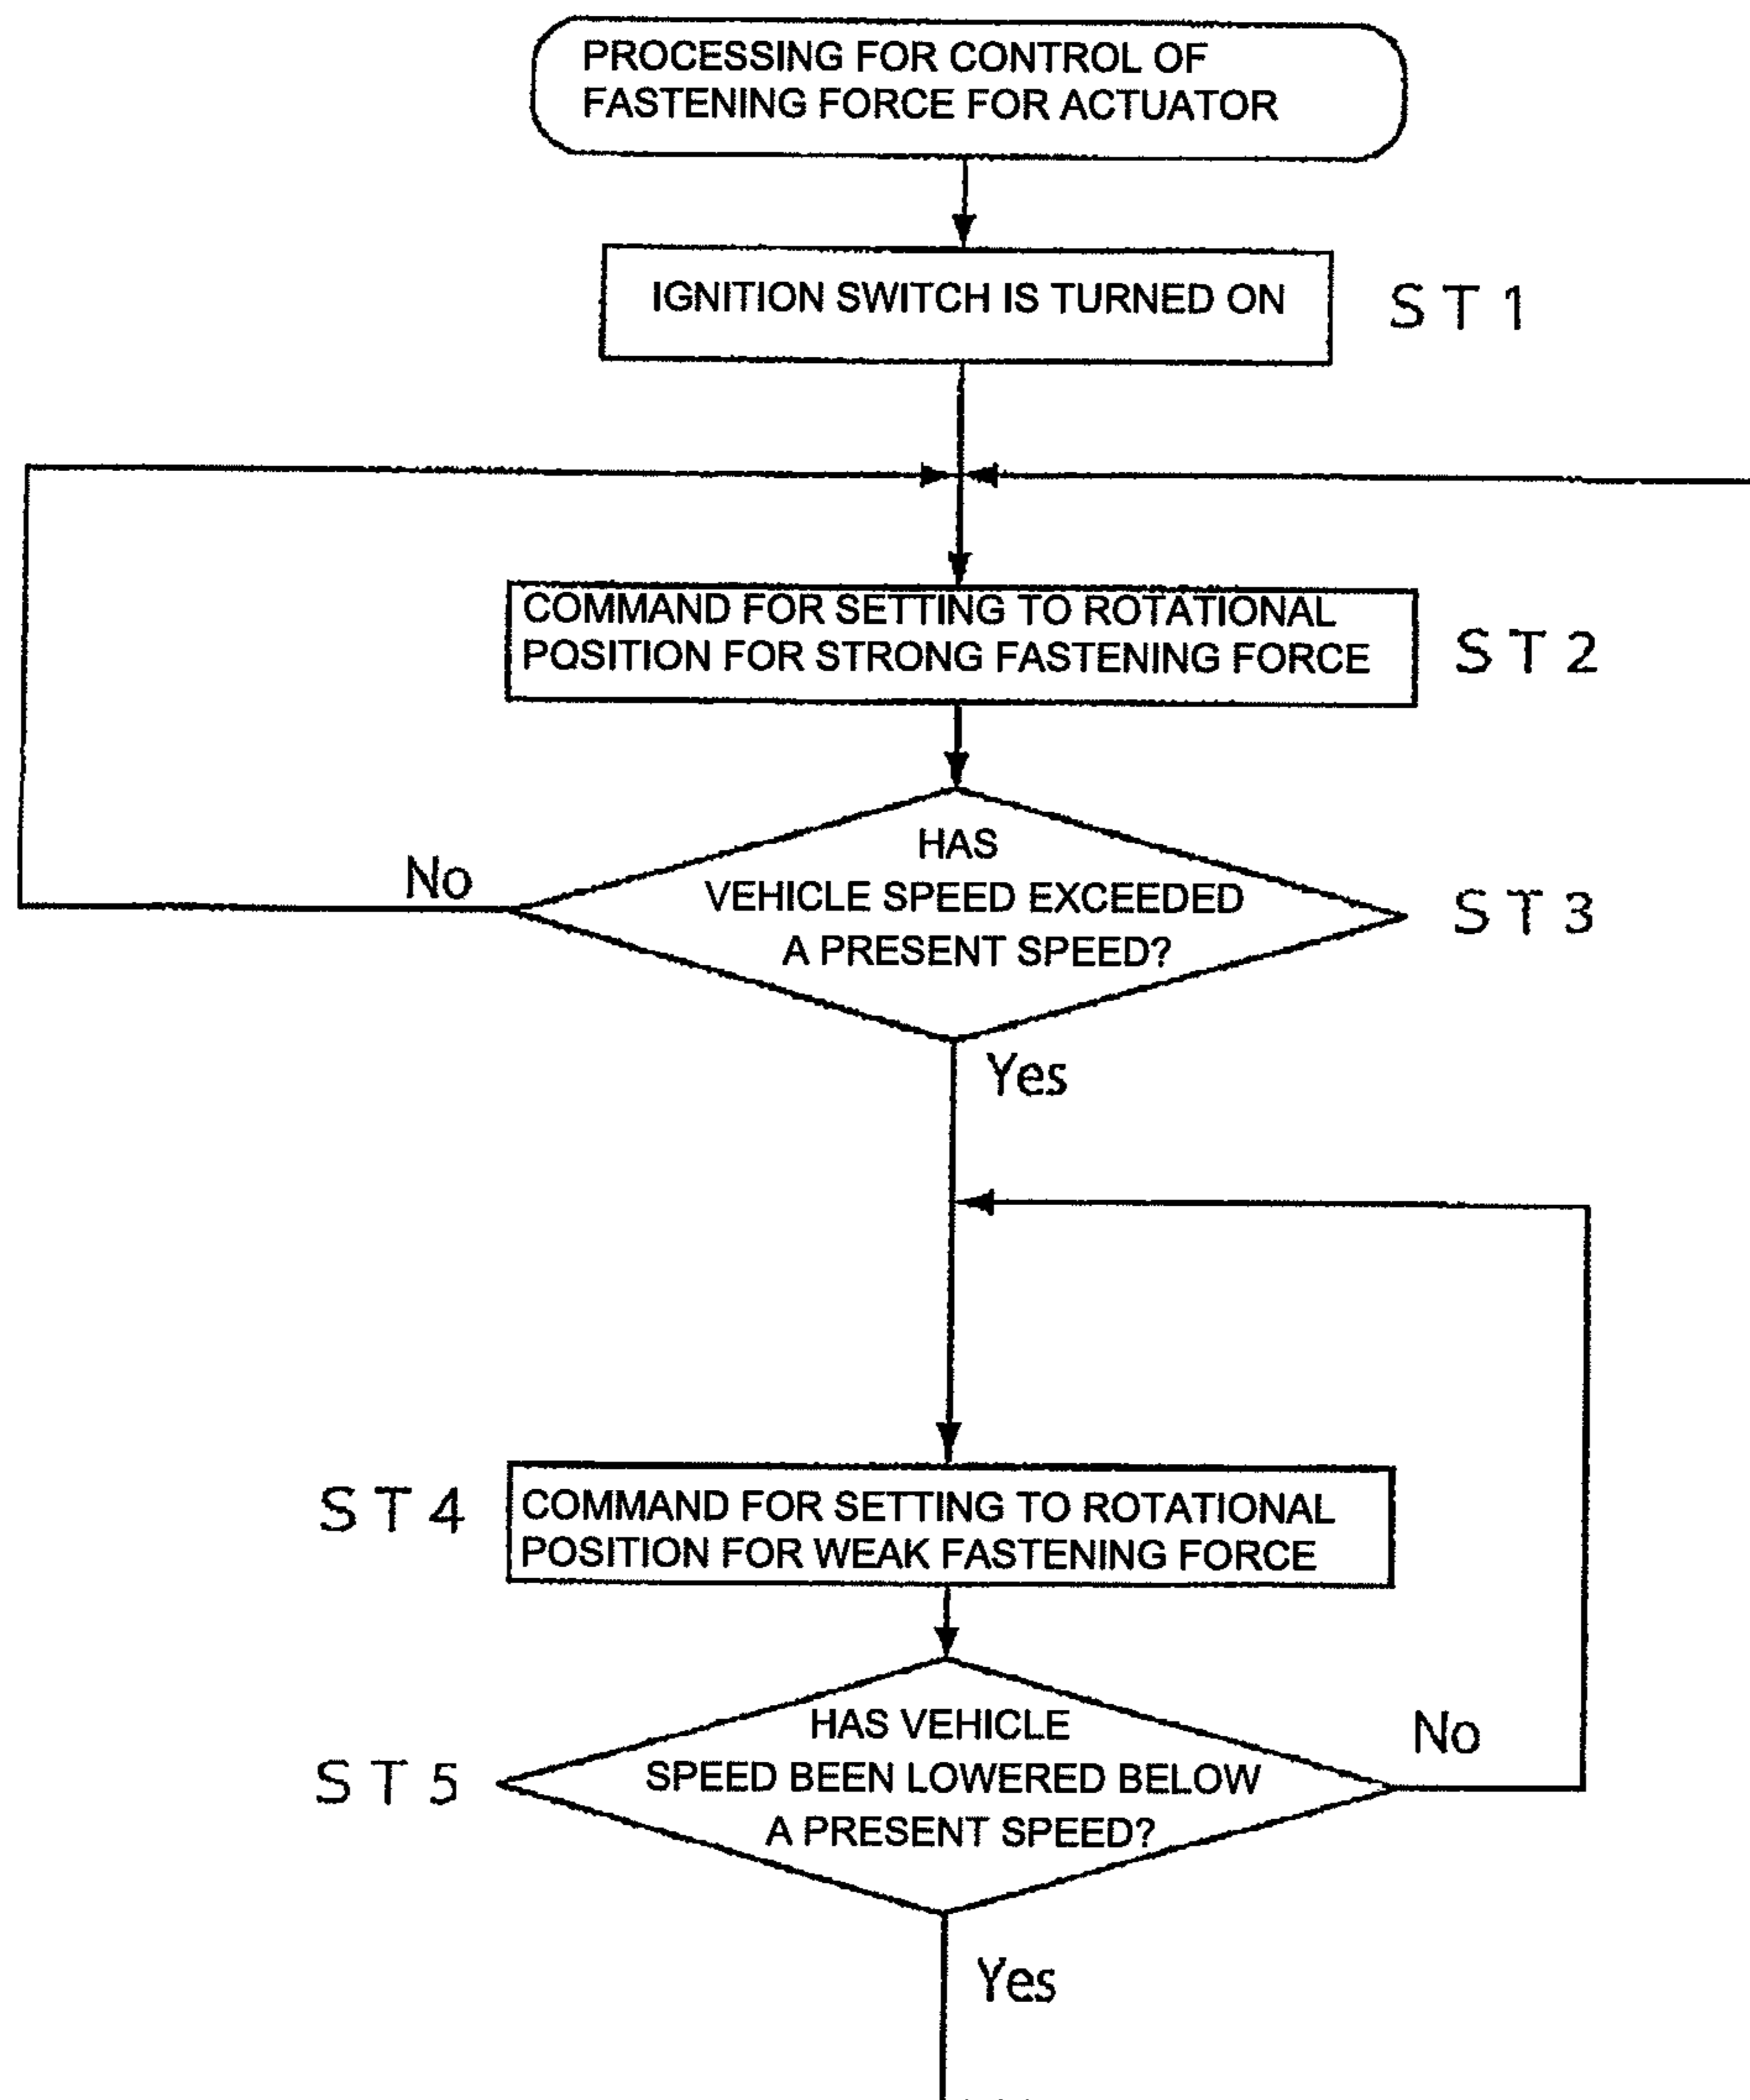 PROCESSING FOR CONTROL OF
FASTENING FORCE FOR ACTUATOR
IGNITION SWITCH IS TURNED ON
ST1
COMMAND FOR SETTING TO ROTATIONAL
POSITION FOR STRONG FASTENING FORCE
ST2
HAS
VEHICLE SPEED EXCEEDED
A PRESENT SPEED?
No
ST3
Yes
ST4
COMMAND FOR SETTING TO ROTATIONAL
POSITION FOR WEAK FASTENING FORCE
HAS VEHICLE
SPEED BEEN LOWERED BELOW
A PRESENT SPEED?
No
ST5
Yes